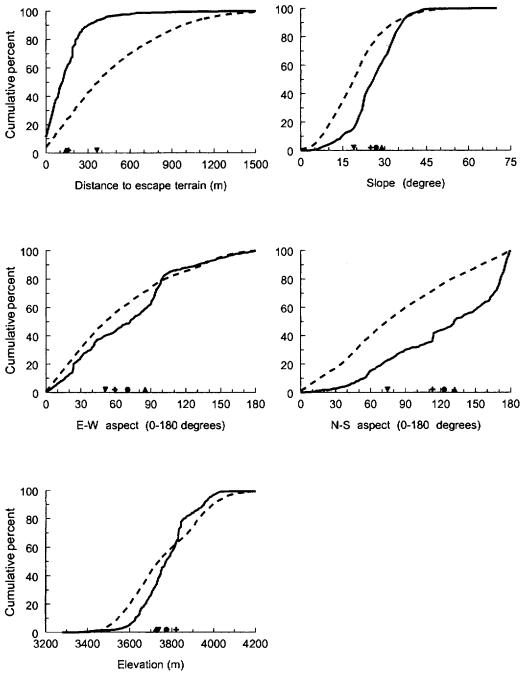 Cumulative percent
100
80
60
40
20
0
0 300 600 900 1200 1500
Distance to escape terrain (m)
100
80
60
40
20
0
0 15 30 45 60 75
Slope (degree)
Cumulative percent
100
80
60
40
20
0
0 30 60 90 120 150 180
E-W aspect (0-180 degrees)
100
80
60
40
20
0
0 30 60 90 120 150 180
N-S aspect (0-180 degrees)
Cumulative percent
100
80
60
40
20
0
3200 3400 3600 3800 4000 4200
Elevation (m)